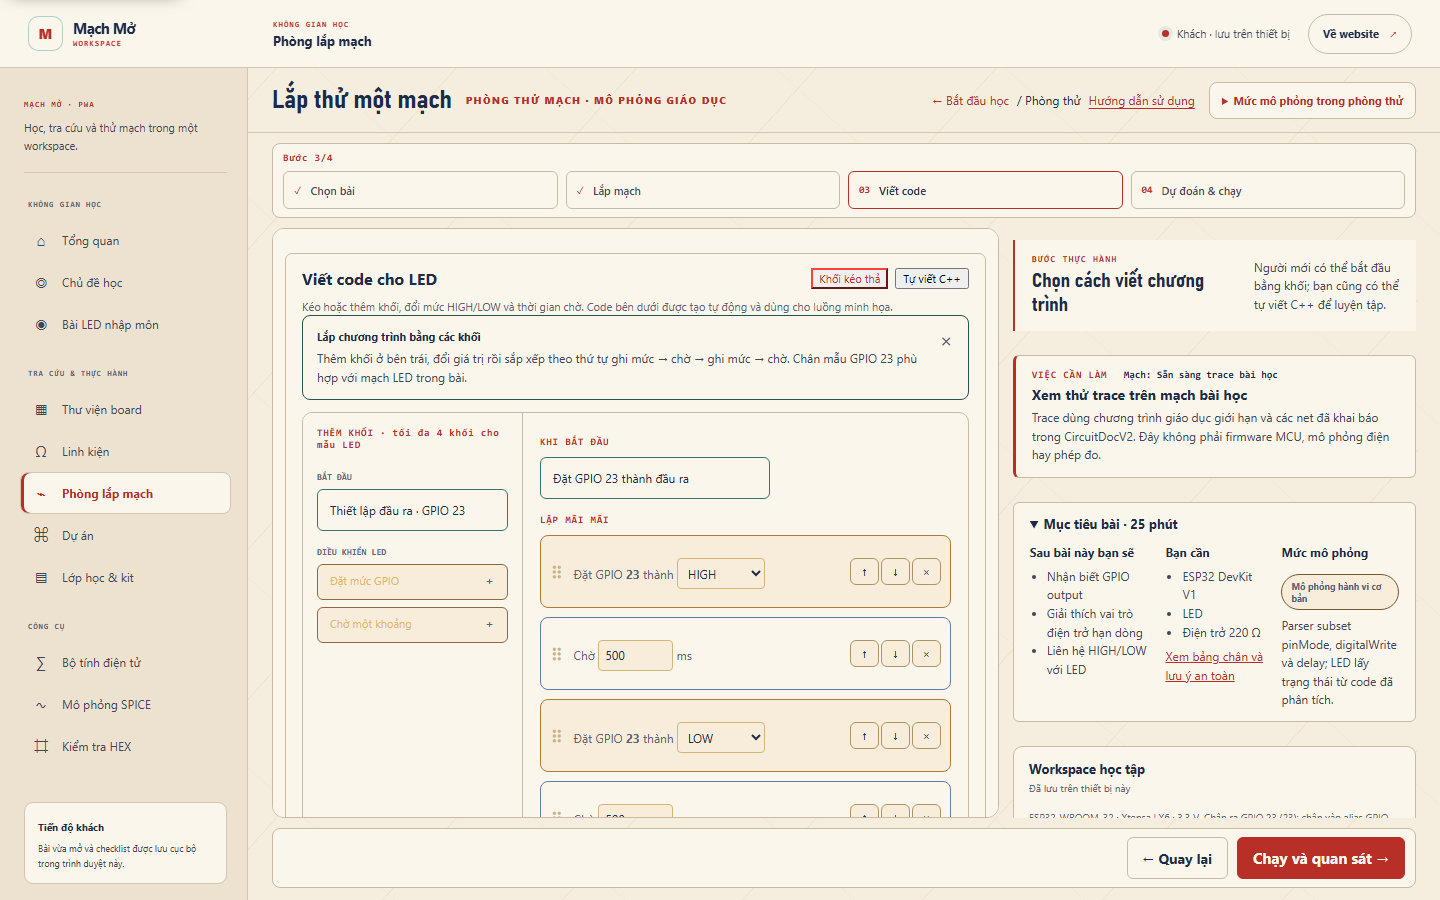 M
Mạch Mở
WORKSPACE
KHÔNG GIAN HỌC
Phòng lắp mạch
Khách · lưu trên thiết bị
Về website ↗
MẠCH MỞ · PWA
Học, tra cứu và thử mạch trong một
workspace.
KHÔNG GIAN HỌC
Tổng quan
Chủ đề học
Bài LED nhập môn
TRA CỨU & THỰC HÀNH
Thư viện board
Linh kiện
Phòng lắp mạch
Dự án
Lớp học & kit
CÔNG CỤ
Bộ tính điện tử
Mô phỏng SPICE
Kiểm tra HEX
Tiến độ khách
Bài vừa mở và checklist được lưu cục bộ
trong trình duyệt này.
Lắp thử một mạch
PHÒNG THỬ MẠCH · MÔ PHỎNG GIÁO DỤC
← Bắt đầu học / Phòng thử Hướng dẫn sử dụng
▶ Mức mô phỏng trong phòng thử
Bước 3/4
✓ Chọn bài
✓ Lắp mạch
03 Viết code
04 Dự đoán & chạy
Viết code cho LED
Khối kéo thả
Tự viết C++
Kéo hoặc thêm khối, đổi mức HIGH/LOW và thời gian chờ. Code bên dưới được tạo tự động và dùng cho luồng minh họa.
Lắp chương trình bằng các khối
×
Thêm khối ở bên trái, đổi giá trị rồi sắp xếp theo thứ tự ghi mức → chờ → ghi mức → chờ. Chân mẫu GPIO 23 phù
hợp với mạch LED trong bài.
THÊM KHỐI · tối đa 4 khối cho
mẫu LED
BẮT ĐẦU
Thiết lập đầu ra · GPIO 23
ĐIỀU KHIỂN LED
Đặt mức GPIO +
Chờ một khoảng +
KHI BẮT ĐẦU
Đặt GPIO 23 thành đầu ra
LẶP MÃI MÃI
Đặt GPIO 23 thành HIGH ↑ ↓ ×
Chờ 500 ms ↑ ↓ ×
Đặt GPIO 23 thành LOW ↑ ↓ ×
Chờ 500
BƯỚC THỰC HÀNH
Chọn cách viết chương
trình
Người mới có thể bắt đầu
bằng khối; bạn cũng có thể
tự viết C++ để luyện tập.
VIỆC CẦN LÀM Mạch: Sẵn sàng trace bài học
Xem thử trace trên mạch bài học
Trace dùng chương trình giáo dục giới hạn và các net đã khai báo
trong CircuitDocV2. Đây không phải firmware MCU, mô phỏng điện
hay phép đo.
▼ Mục tiêu bài · 25 phút
Sau bài này bạn sẽ
• Nhận biết GPIO
output
• Giải thích vai trò
điện trở hạn dòng
• Liên hệ HIGH/LOW
với LED
Bạn cần
• ESP32 DevKit
V1
• LED
• Điện trở 220 Ω
Xem bảng chân và
lưu ý an toàn
Mức mô phỏng
Mô phỏng hành vi cơ
bản
Parser subset
pinMode, digitalWrite
và delay; LED lấy
trạng thái từ code đã
phân tích.
Workspace học tập
Đã lưu trên thiết bị này
ESP32-WROOM-32 · Xtensa LX6 · 3.3 V. Chân ra GPIO 23 (23); chân vào alias GPIO
← Quay lại
Chạy và quan sát →